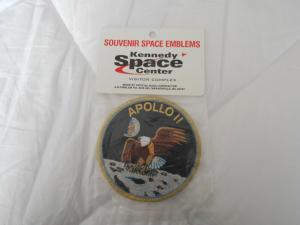 SOUVENIR SPACE EMBLEMS
Kennedy
Space
Center
VISITOR COMPLEX
APOLLO 11